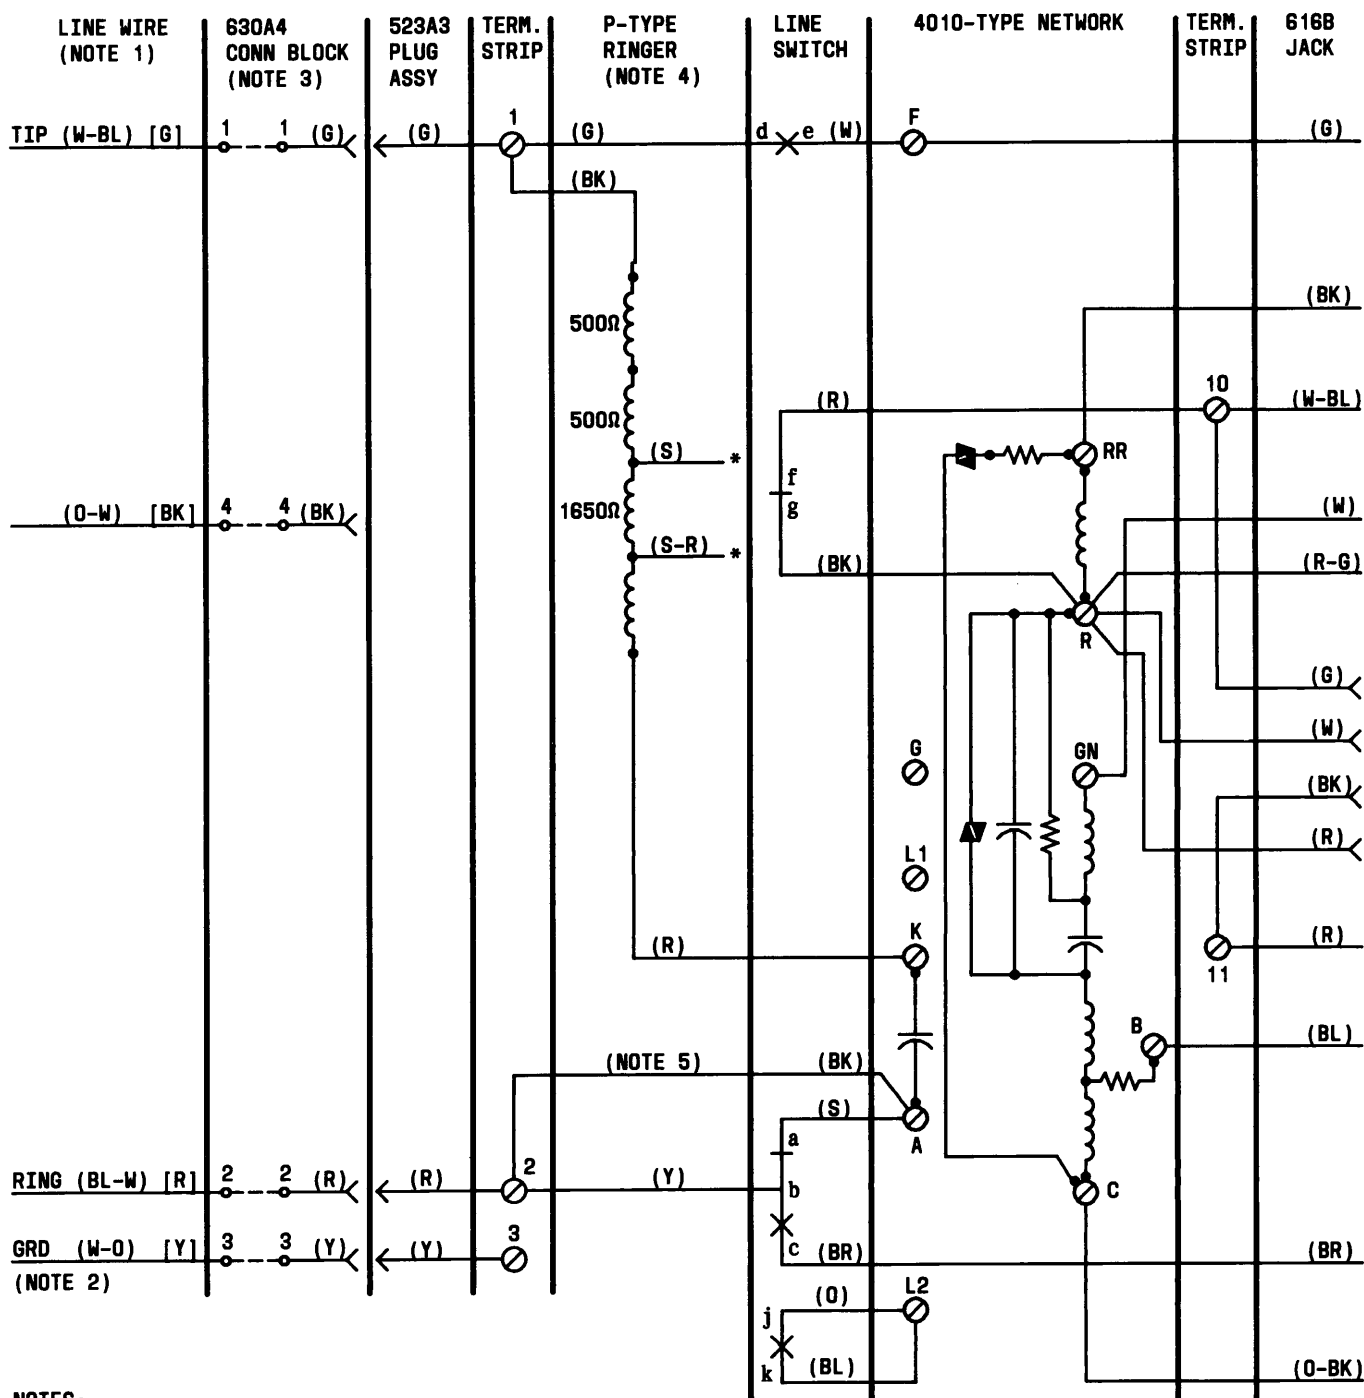 LINE WIRE
(NOTE 1)
630A4
CONN BLOCK
(NOTE 3)
523A3
PLUG
ASSY
TERM.
STRIP
P-TYPE
RINGER
(NOTE 4)
LINE
SWITCH
4010-TYPE NETWORK
TERM.
STRIP
616B
JACK
TIP (W-BL) [G] 1 1 (G) (G) 1 (G) d e (W) F (G)
(BK)
(BK)
500Ω
(R) 10 (W-BL)
500Ω
RR
(S) *
f
g
(O-W) [BK] 4 4 (BK) 1650Ω (W)
(S-R) * (BK) (R-G)
R
(G)
(W)
G GN
(BK)
(R)
L1
(R) K (R)
11
B (BL)
(NOTE 5) (BK)
(S) A
a
RING (BL-W) [R] 2 2 (R) (R) 2 (Y) b C
GRD (W-O) [Y] 3 3 (Y) (Y) 3 c (BR) (BR)
(NOTE 2)
(O) L2
j
k (BL) (O-BK)
NOTES: